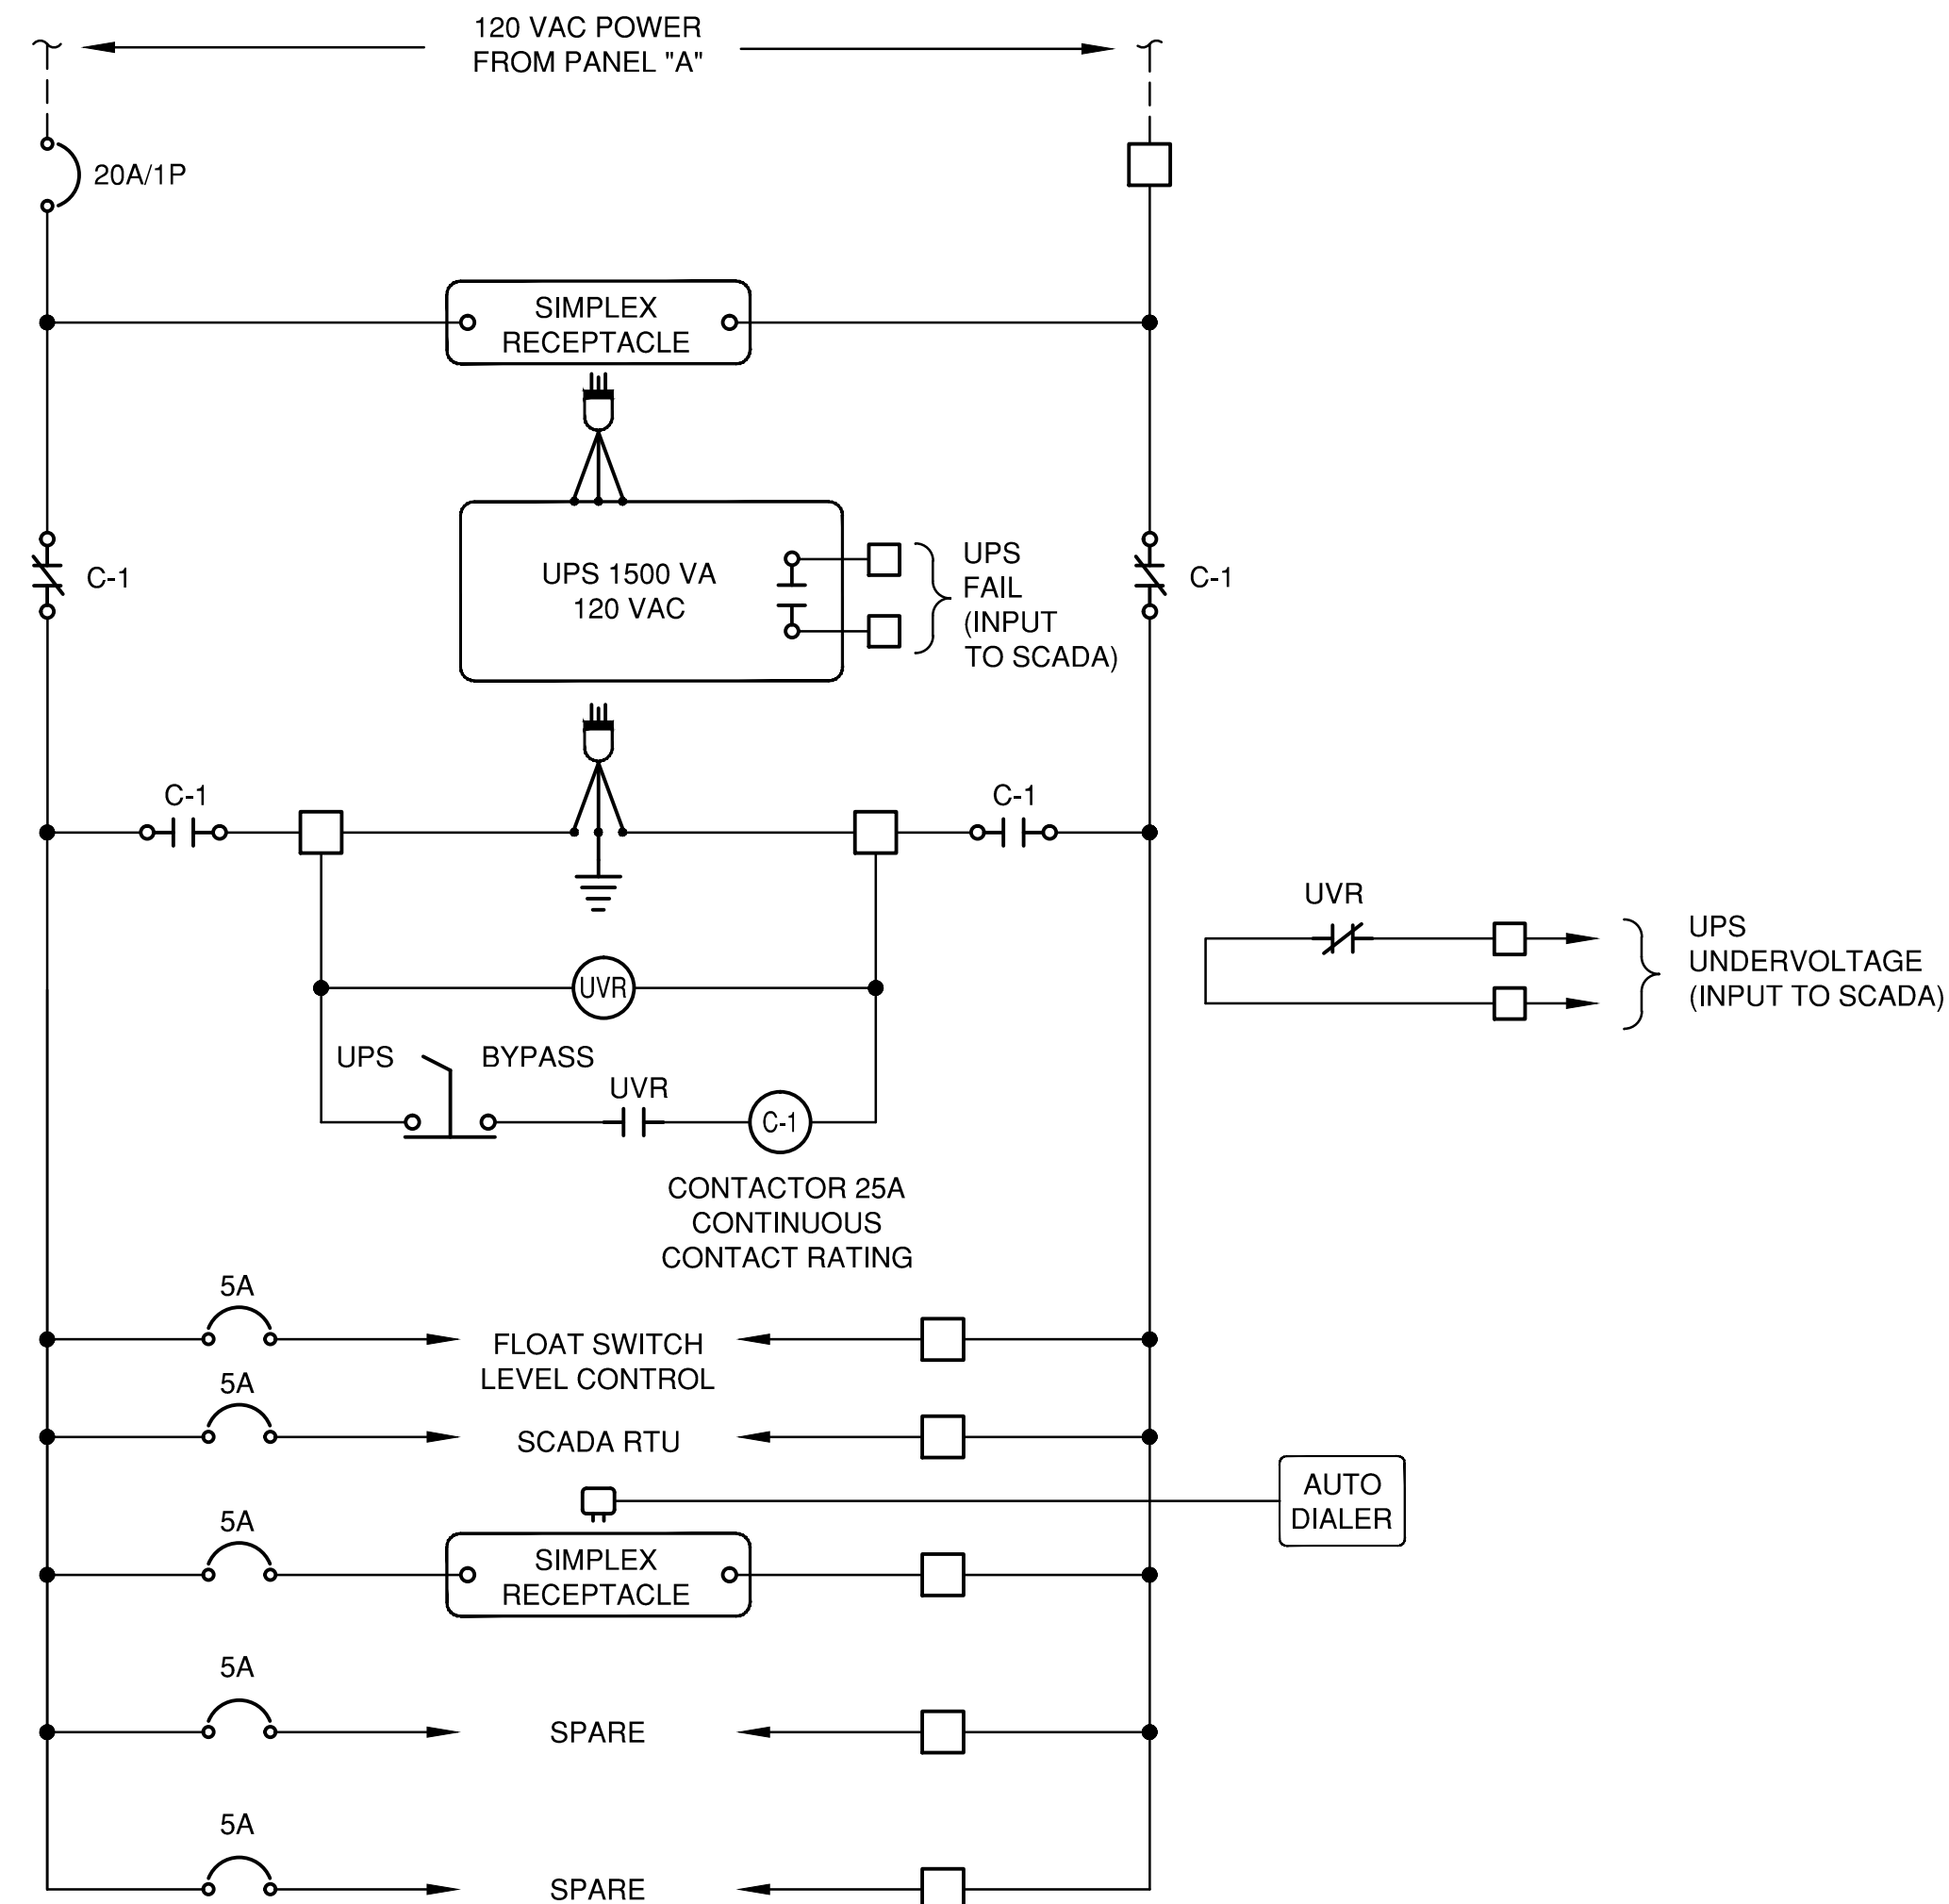 120 VAC POWER
FROM PANEL "A"
20A/1P
SIMPLEX
RECEPTACLE
UPS 1500 VA
120 VAC
UPS
FAIL
(INPUT
TO SCADA)
C-1
C-1
C-1
C-1
UVR
UPS
UNDERVOLTAGE
(INPUT TO SCADA)
UVR
UPS
BYPASS
UVR
C-1
CONTACTOR 25A
CONTINUOUS
CONTACT RATING
5A
FLOAT SWITCH
LEVEL CONTROL
5A
SCADA RTU
AUTO
DIALER
5A
SIMPLEX
RECEPTACLE
5A
SPARE
5A
SPARE